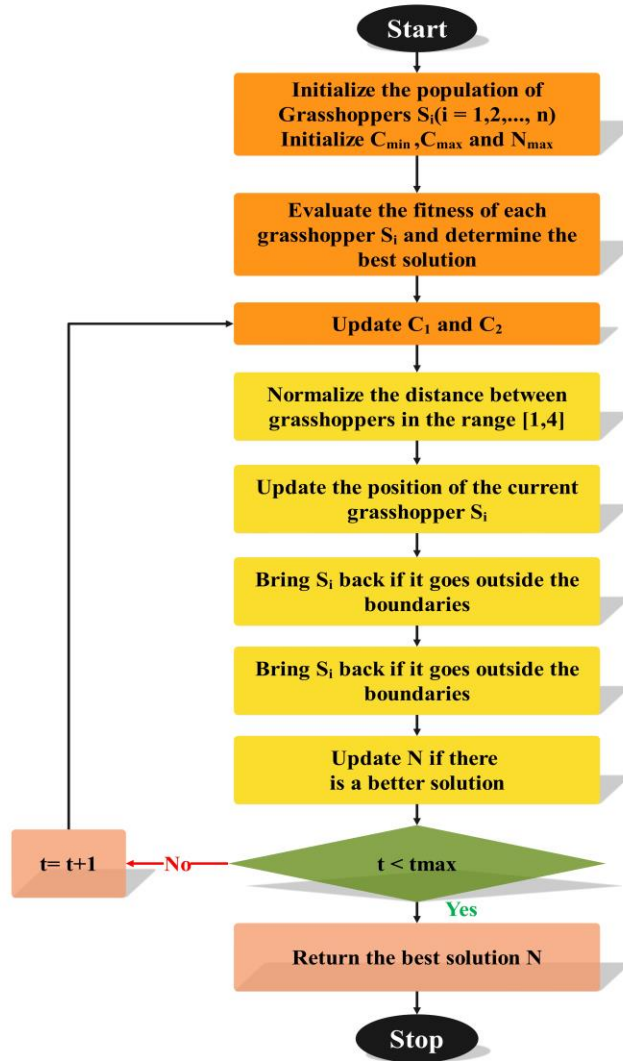 Start
Initialize the population of
Grasshoppers Sᵢ(i = 1,2,..., n)
Initialize Cₘᵢₙ ,Cₘₐₓ and Nₘₐₓ
Evaluate the fitness of each
grasshopper Sᵢ and determine the
best solution
Update C₁ and C₂
Normalize the distance between
grasshoppers in the range [1,4]
Update the position of the current
grasshopper Sᵢ
Bring Sᵢ back if it goes outside the
boundaries
Bring Sᵢ back if it goes outside the
boundaries
Update N if there
is a better solution
t= t+1
No
t < tmax
Yes
Return the best solution N
Stop